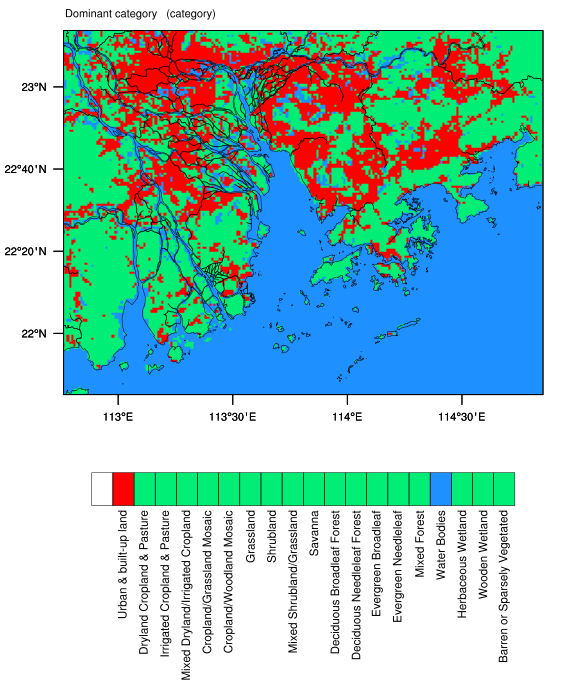 Dominant category (category)
23°N
22°40'N
22°20'N
22°N
113°E
113°30'E
114°E
114°30'E
Urban & built-up land
Dryland Cropland & Pasture
Irrigated Cropland & Pasture
Mixed Dryland/Irrigated Cropland
Cropland/Grassland Mosaic
Cropland/Woodland Mosaic
Grassland
Shrubland
Mixed Shrubland/Grassland
Savanna
Deciduous Broadleaf Forest
Deciduous Needleleaf Forest
Evergreen Broadleaf
Evergreen Needleleaf
Mixed Forest
Water Bodies
Herbaceous Wetland
Wooden Wetland
Barren or Sparsely Vegetated